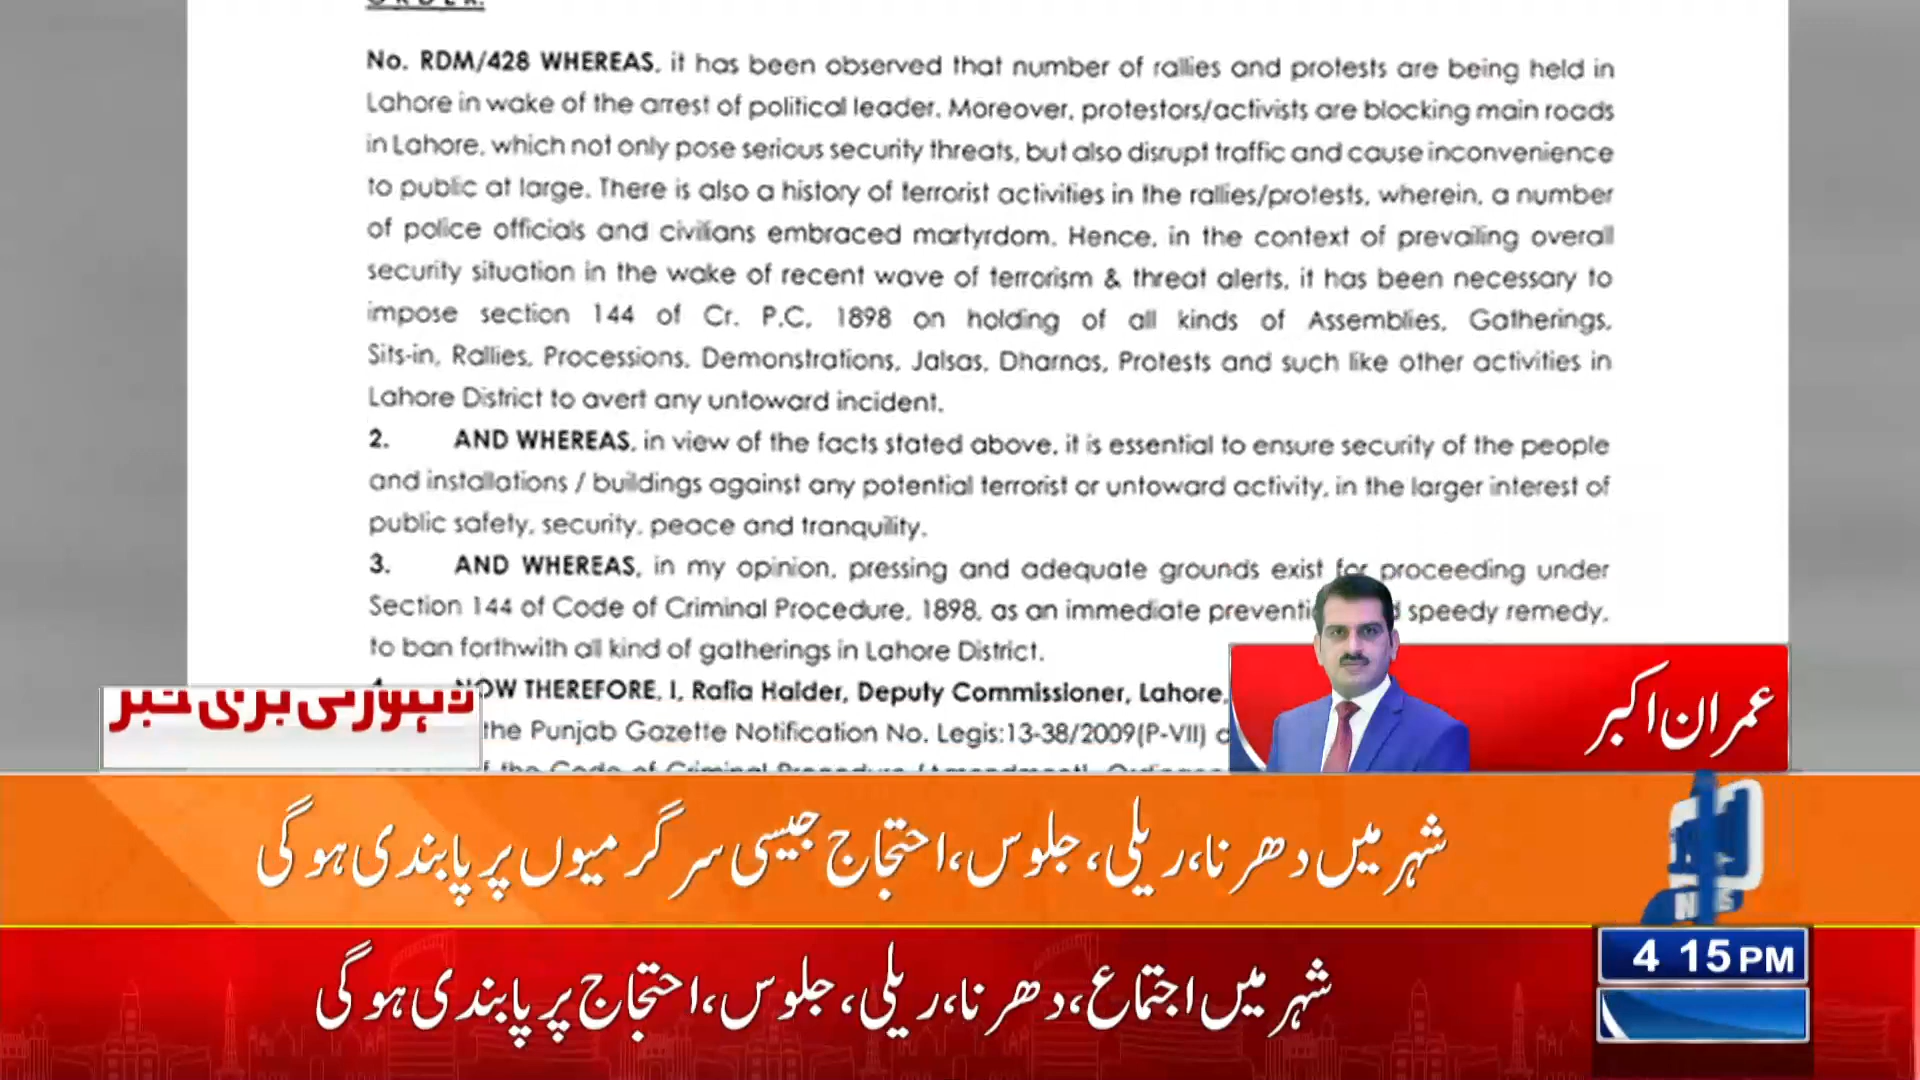 ORDER.
No. RDM/428 WHEREAS, it has been observed that number of rallies and protests are being held in
Lahore in wake of the arrest of political leader. Moreover, protestors/activists are blocking main roads
in Lahore, which not only pose serious security threats, but also disrupt traffic and cause inconvenience
to public at large. There is also a history of terrorist activities in the rallies/protests, wherein, a number
of police officials and civilians embraced martyrdom. Hence, in the context of prevailing overall
security situation in the wake of recent wave of terrorism & threat alerts, it has been necessary to
impose section 144 of Cr. P.C. 1898 on holding of all kinds of Assemblies, Gatherings,
Sits-in, Rallies, Processions, Demonstrations, Jalsas, Dharnas, Protests and such like other activities in
Lahore District to avert any untoward incident.
2. AND WHEREAS, in view of the facts stated above, it is essential to ensure security of the people
and installations / buildings against any potential terrorist or untoward activity, in the larger interest of
public safety, security, peace and tranquility.
3. AND WHEREAS, in my opinion, pressing and adequate grounds exist for proceeding under
Section 144 of Code of Criminal Procedure, 1898, as an immediate speedy remedy,
to ban forthwith all kind of gatherings in Lahore District.
NOW THEREFORE, I, Rafia Haider, Deputy Commissioner, Lahore,
the Punjab Gazette Notification No. Legis:13-38/2009(P-VII)
the Code of Criminal Procedure (Amendment)
عمران اکبر
لاہور کی بڑی خبر
شہر میں دھرنا، ریلی، جلوس، احتجاج جیسی سرگرمیوں پر پابندی ہوگی
4 15 PM
شہر میں اجتماع، دھرنا، ریلی، جلوس، احتجاج پر پابندی ہوگی